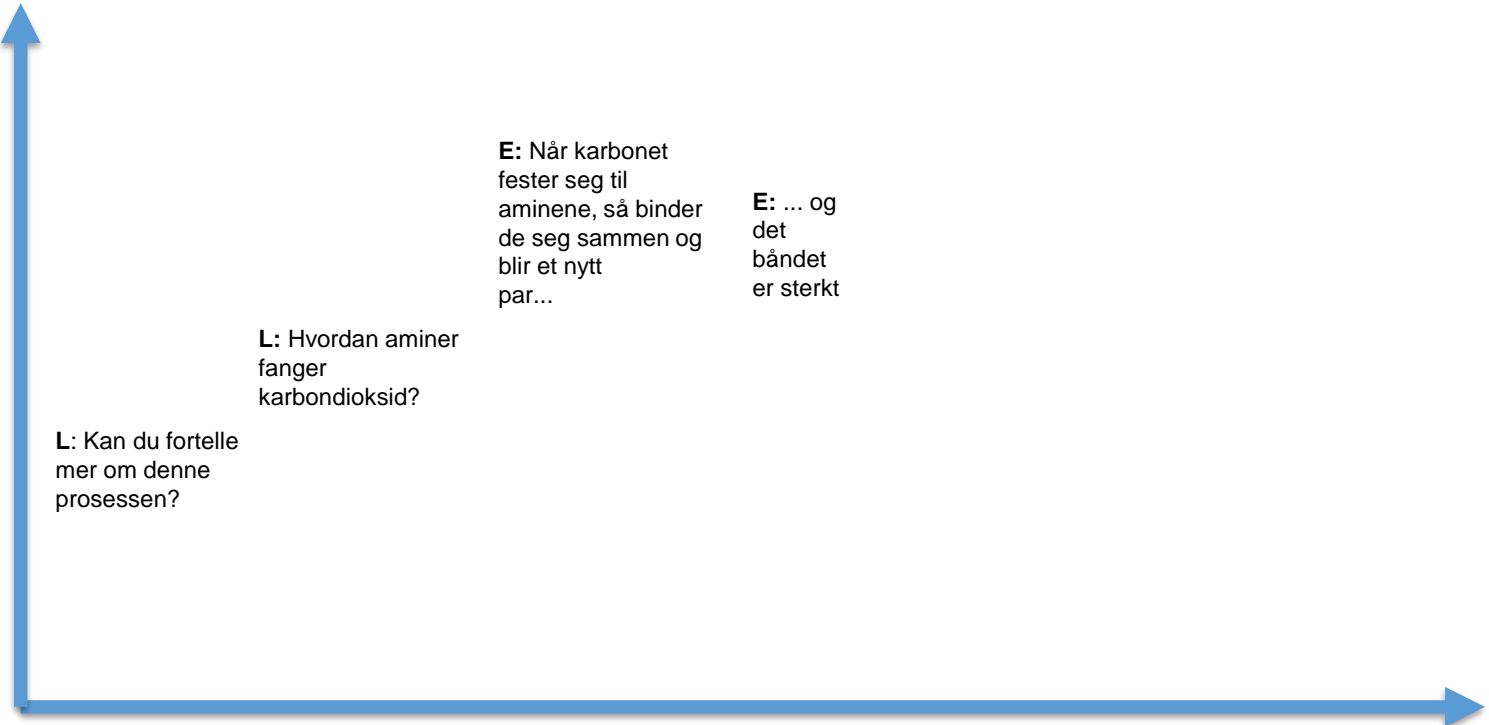 E: Når karbonet
fester seg til
aminene, så binder
de seg sammen og
blir et nytt
par...
E: ... og
det
båndet
er sterkt
L: Hvordan aminer
fanger
karbondioksid?
L: Kan du fortelle
mer om denne
prosessen?